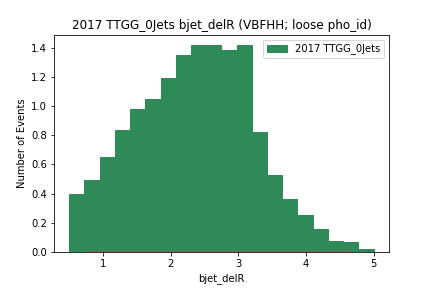 2017 TTGG_0Jets bjet_delR (VBFHH; loose pho_id)
2017 TTGG_0Jets
Number of Events
1.4
1.2
1.0
0.8
0.6
0.4
0.2
0.0
1 2 3 4 5
bjet_delR